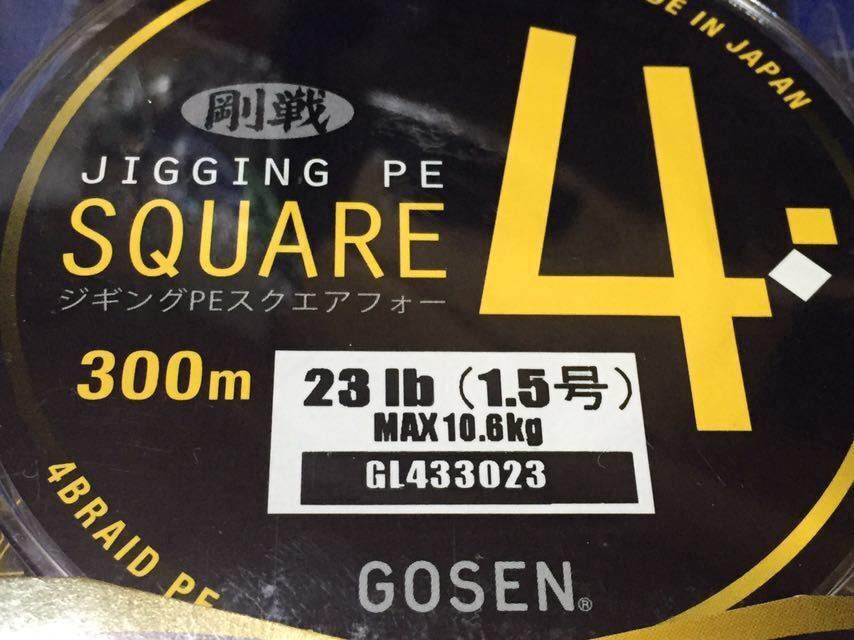 IN JAPAN
剛戦
JIGGING PE
SQUARE 4
ジギングPEスクエアフォー
300m
23 lb (1.5号)
MAX 10.6kg
GL433023
4BRAID PE
GOSEN®